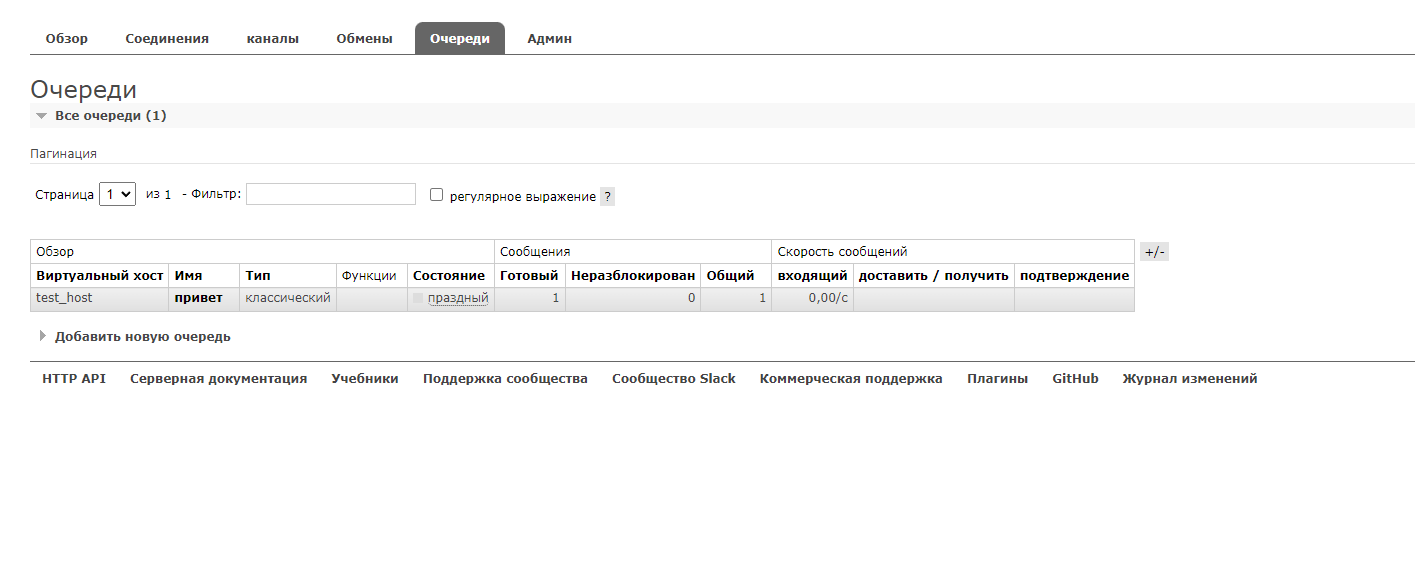 Обзор Соединения каналы Обмены Очереди Админ
Очереди
Все очереди (1)
Пагинация
Страница 1 из 1 - Фильтр: регулярное выражение ?
Обзор Сообщения Скорость сообщений +/-
Виртуальный хост Имя Тип Функции Состояние Готовый Неразблокирован Общий входящий доставить / получить подтверждение
test_host привет классический праздный 1 0 1 0,00/с
Добавить новую очередь
HTTP API Серверная документация Учебники Поддержка сообщества Сообщество Slack Коммерческая поддержка Плагины GitHub Журнал изменений